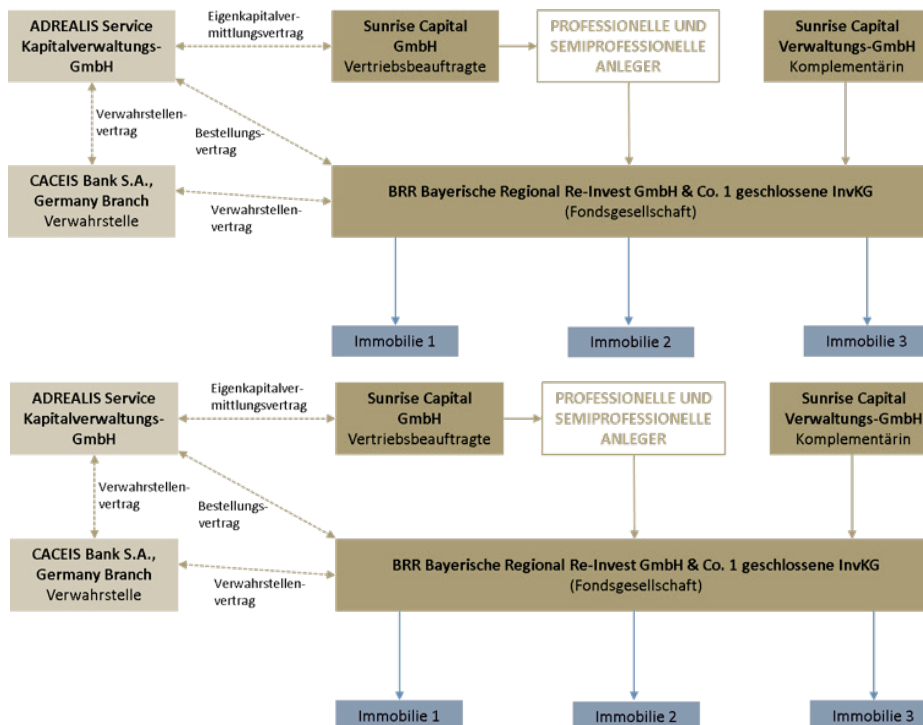 ADREALIS Service
Kapitalverwaltungs-
GmbH
Eigenkapitalver-
mittlungsvertrag
Sunrise Capital
GmbH
Vertriebsbeauftragte
PROFESSIONELLE UND
SEMIPROFESSIONELLE
ANLEGER
Sunrise Capital
Verwaltungs-GmbH
Komplementärin
Verwahrstellen-
vertrag
Bestellungs-
vertrag
CACEIS Bank S.A.,
Germany Branch
Verwahrstelle
Verwahrstellen-
vertrag
BRR Bayerische Regional Re-Invest GmbH & Co. 1 geschlossene InvKG
(Fondsgesellschaft)
Immobilie 1
Immobilie 2
Immobilie 3
ADREALIS Service
Kapitalverwaltungs-
GmbH
Eigenkapitalver-
mittlungsvertrag
Sunrise Capital
GmbH
Vertriebsbeauftragte
PROFESSIONELLE UND
SEMIPROFESSIONELLE
ANLEGER
Sunrise Capital
Verwaltungs-GmbH
Komplementärin
Verwahrstellen-
vertrag
Bestellungs-
vertrag
CACEIS Bank S.A.,
Germany Branch
Verwahrstelle
Verwahrstellen-
vertrag
BRR Bayerische Regional Re-Invest GmbH & Co. 1 geschlossene InvKG
(Fondsgesellschaft)
Immobilie 1
Immobilie 2
Immobilie 3